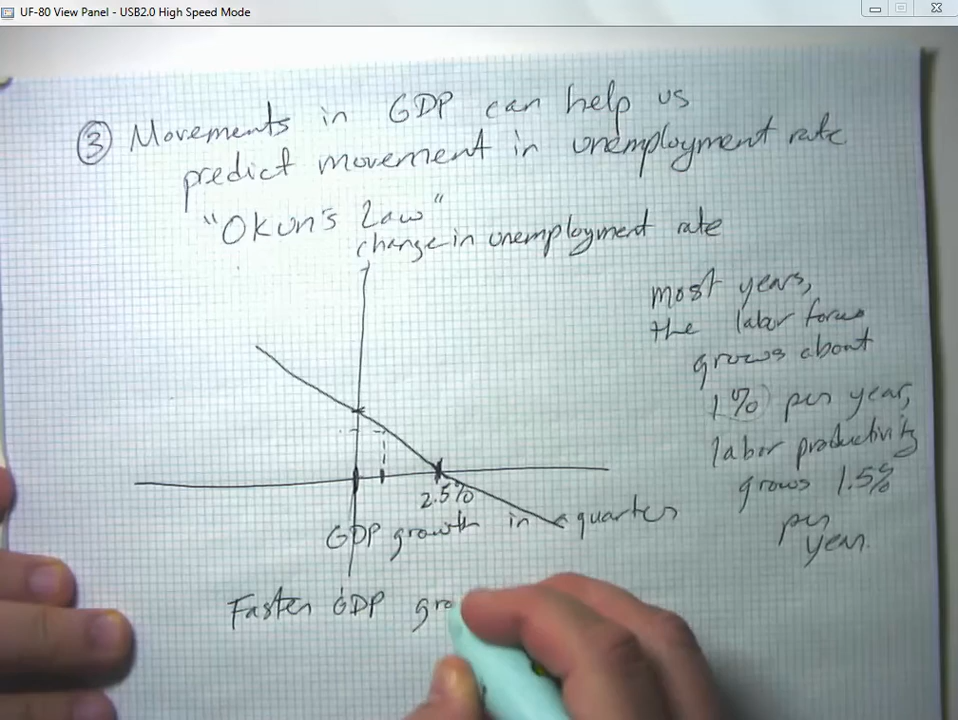 UF-80 View Panel - USB2.0 High Speed Mode
③ Movements in GDP can help us
predict movement in unemployment rate
"Okun's Law"
change in unemployment rate
most years,
the labor force
grows about
1% per year,
labor productivity
grows 1.5%
per
year.
2.5%
GDP growth in a quarter
Faster GDP gro